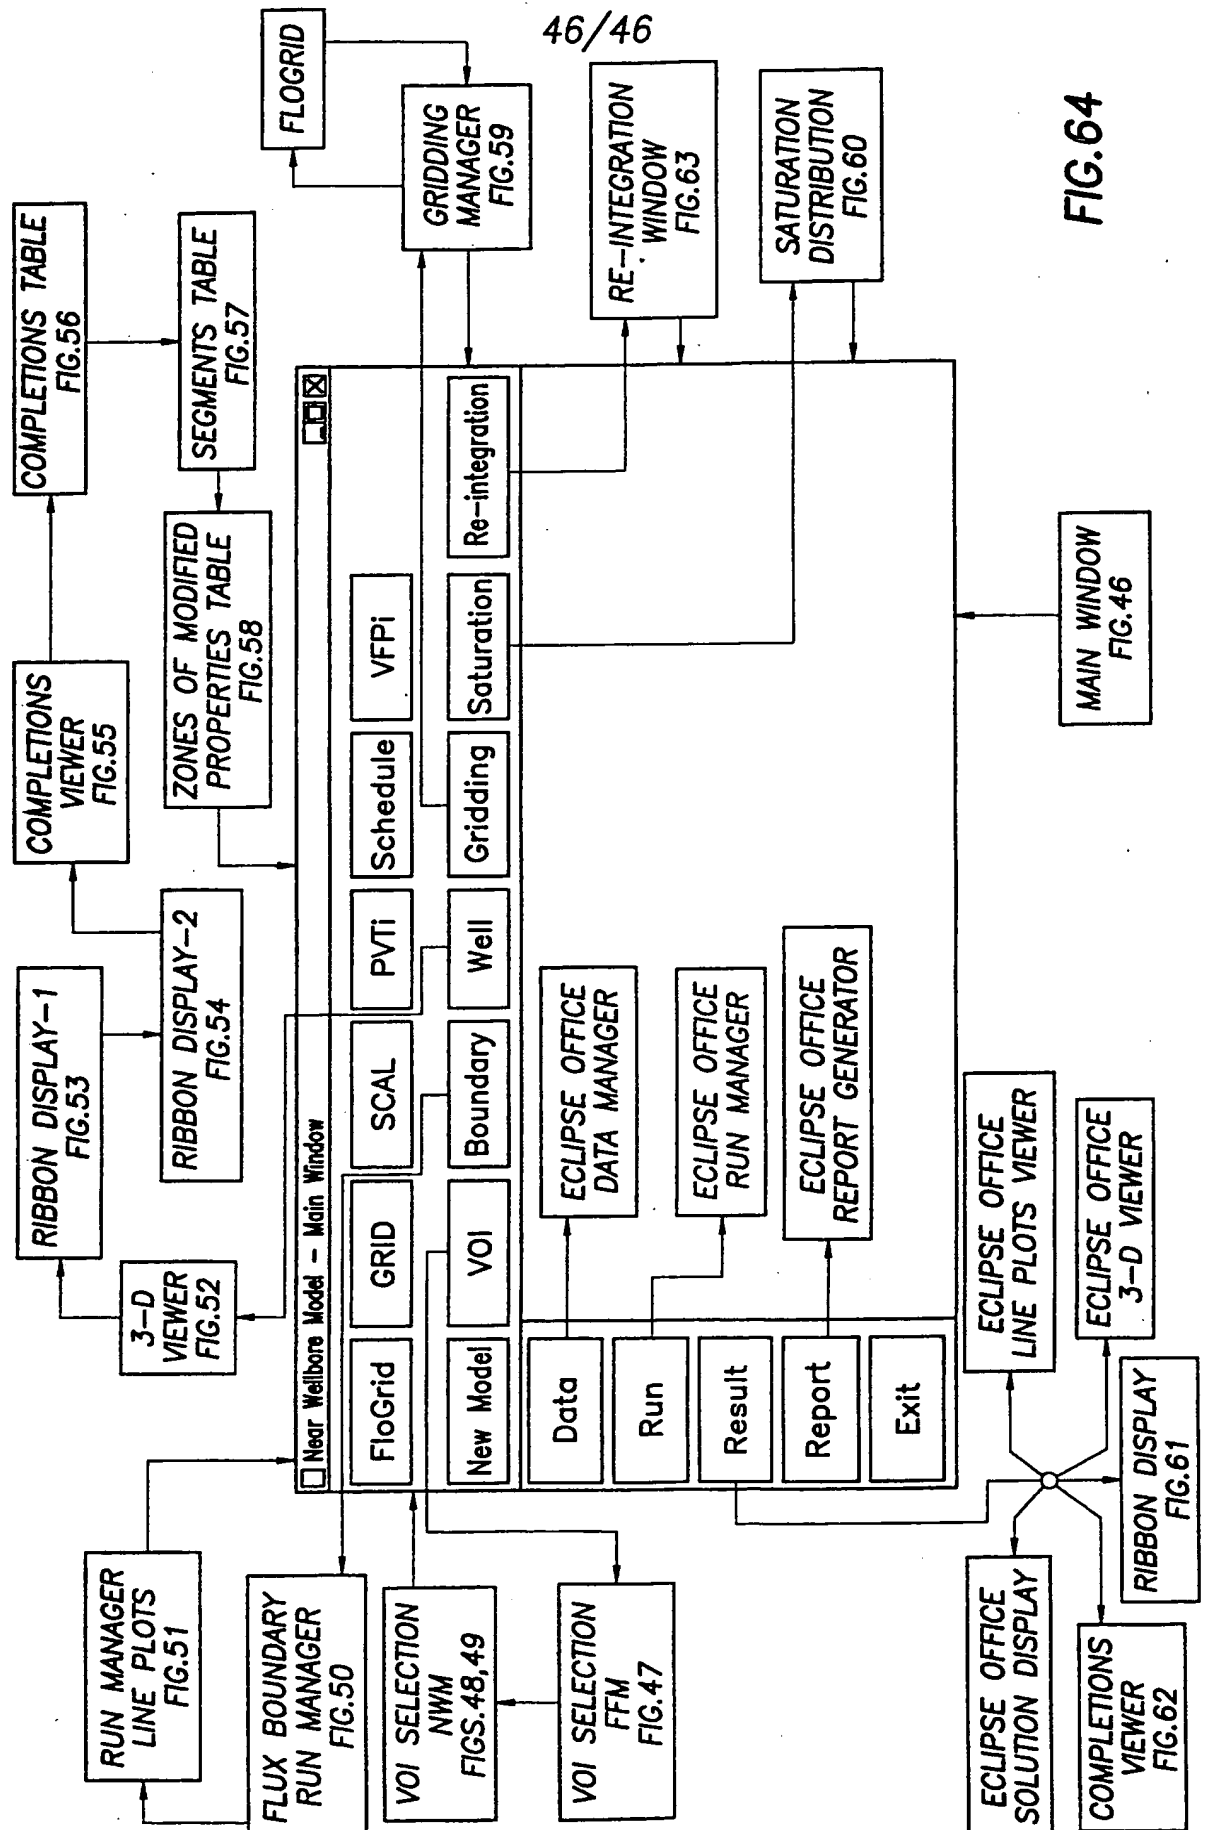 46/46
RUN MANAGER
LINE PLOTS
FIG.51
FLUX BOUNDARY
RUN MANAGER
FIG.50
VOI SELECTION
NWM
FIGS.48,49
VOI SELECTION
FFM
FIG.47
3-D
VIEWER
FIG.52
RIBBON DISPLAY-1
FIG.53
RIBBON DISPLAY-2
FIG.54
COMPLETIONS
VIEWER
FIG.55
COMPLETIONS TABLE
FIG.56
SEGMENTS TABLE
FIG.57
ZONES OF MODIFIED
PROPERTIES TABLE
FIG.58
FLOGRID
GRIDDING
MANAGER
FIG.59
RE-INTEGRATION
WINDOW
FIG.63
SATURATION
DISTRIBUTION
FIG.60
Near Wellbore Model - Main Window
FloGrid
GRID
SCAL
PVTi
Schedule
VFPi
New Model
VOI
Boundary
Well
Gridding
Saturation
Re-integration
Data
Run
Result
Report
Exit
ECLIPSE OFFICE
DATA MANAGER
ECLIPSE OFFICE
RUN MANAGER
ECLIPSE OFFICE
REPORT GENERATOR
ECLIPSE OFFICE
SOLUTION DISPLAY
COMPLETIONS
VIEWER
FIG.62
RIBBON DISPLAY
FIG.61
ECLIPSE OFFICE
LINE PLOTS VIEWER
ECLIPSE OFFICE
3-D VIEWER
MAIN WINDOW
FIG.46
FIG.64